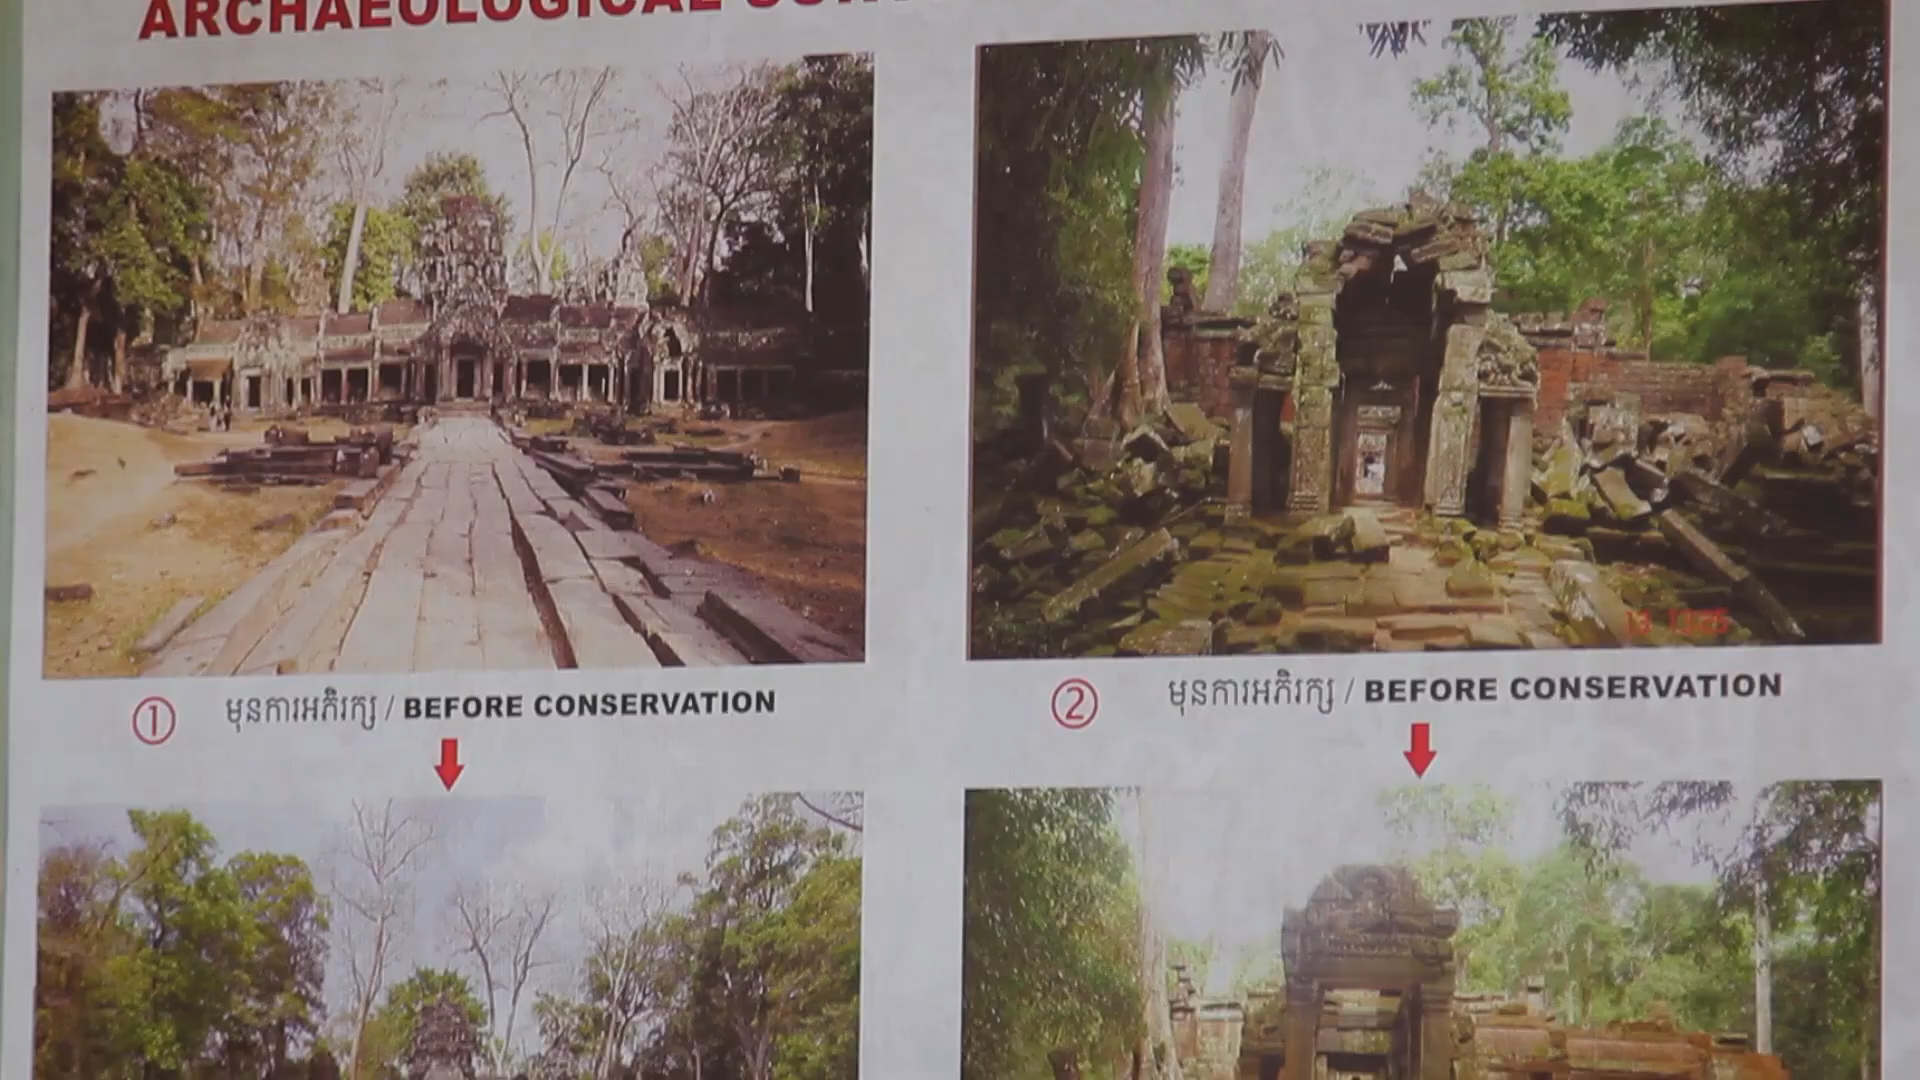 ARCHAEOLOGICAL
① មុនការអភិរក្ស / BEFORE CONSERVATION
② មុនការអភិរក្ស / BEFORE CONSERVATION